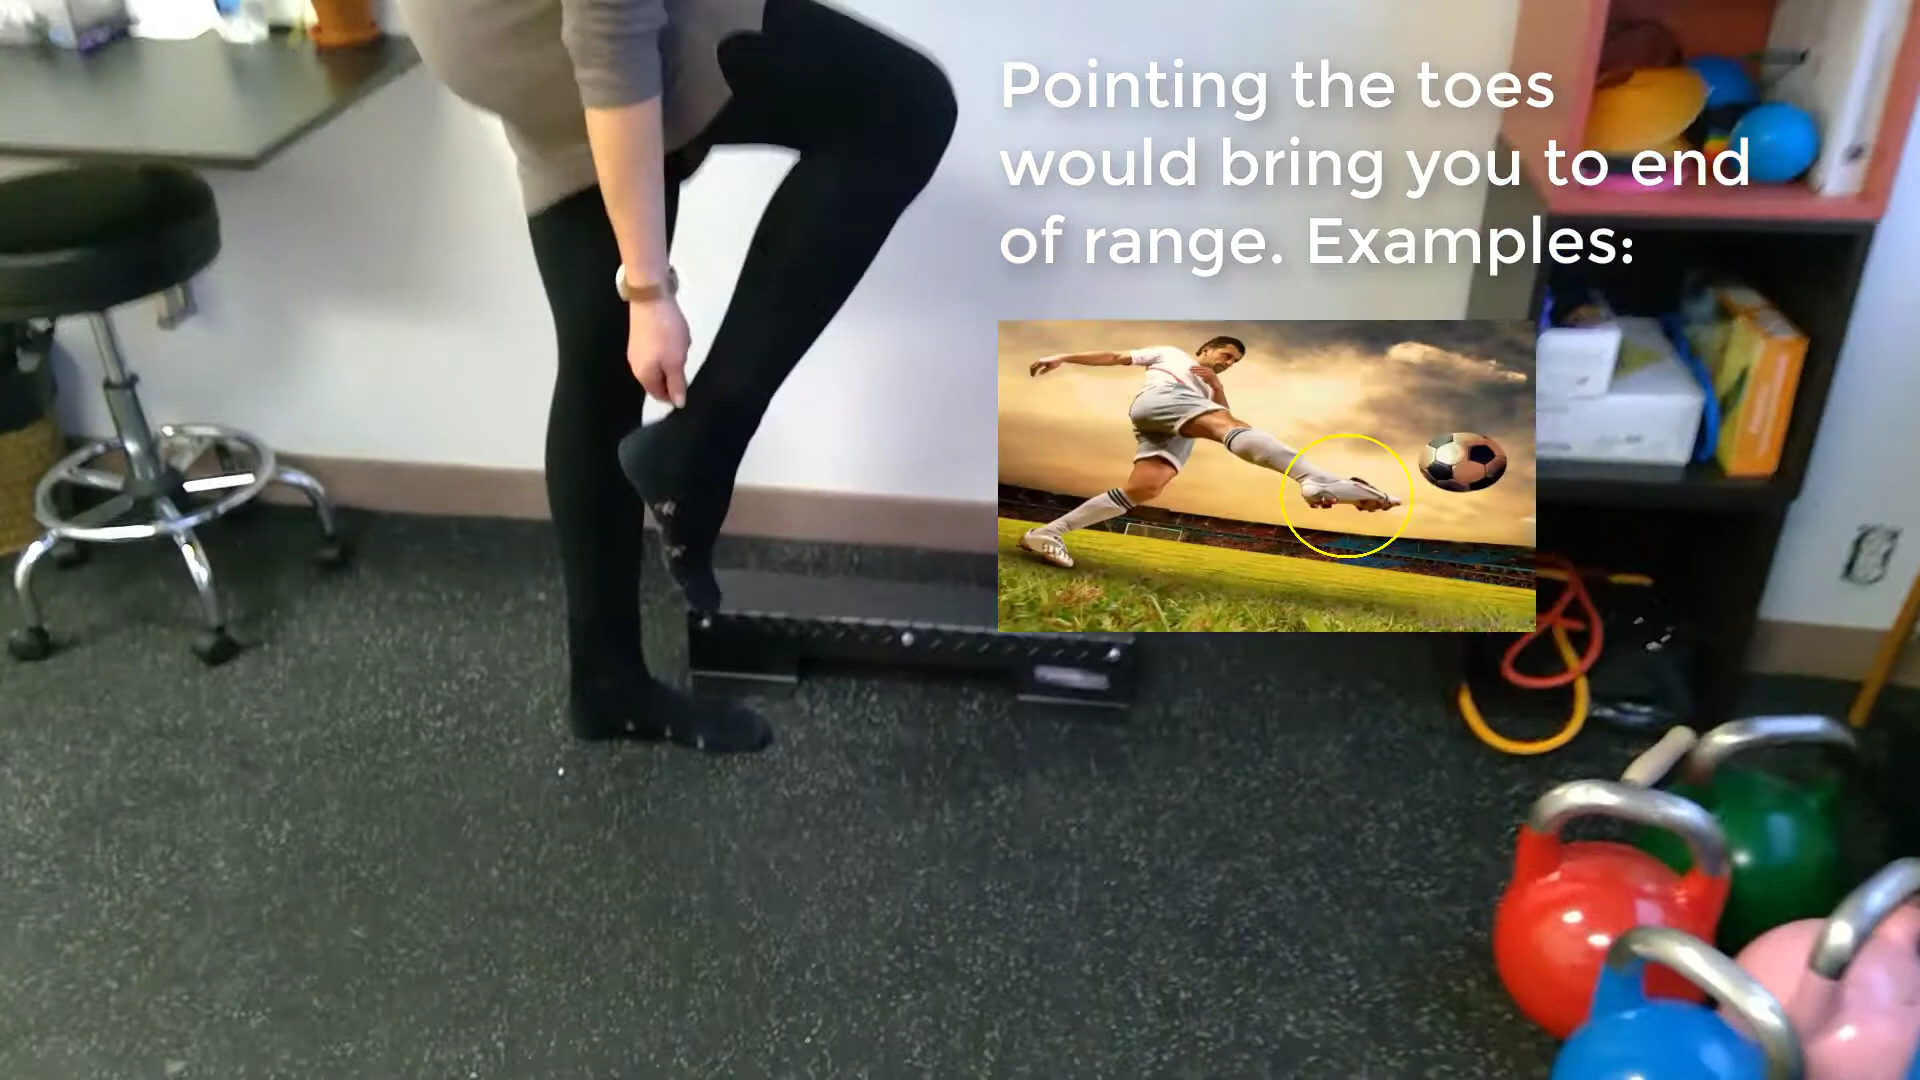 Pointing the toes
would bring you to end
of range. Examples: